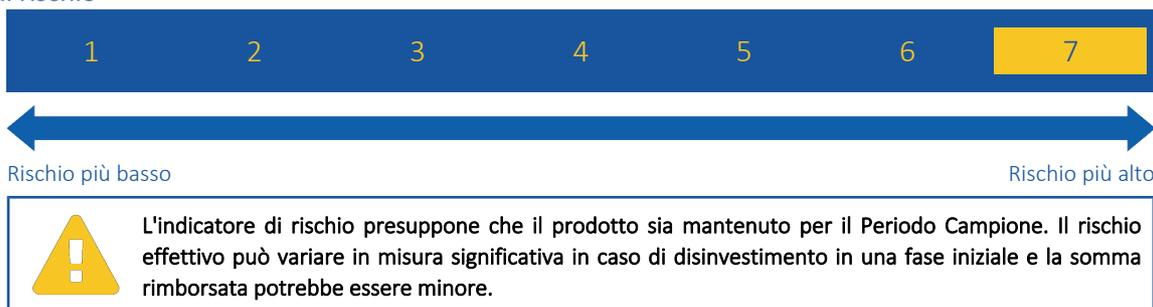 1 2 3 4 5 6 7
Rischio più basso Rischio più alto
L'indicatore di rischio presuppone che il prodotto sia mantenuto per il Periodo Campione. Il rischio
effettivo può variare in misura significativa in caso di disinvestimento in una fase iniziale e la somma
rimborsata potrebbe essere minore.